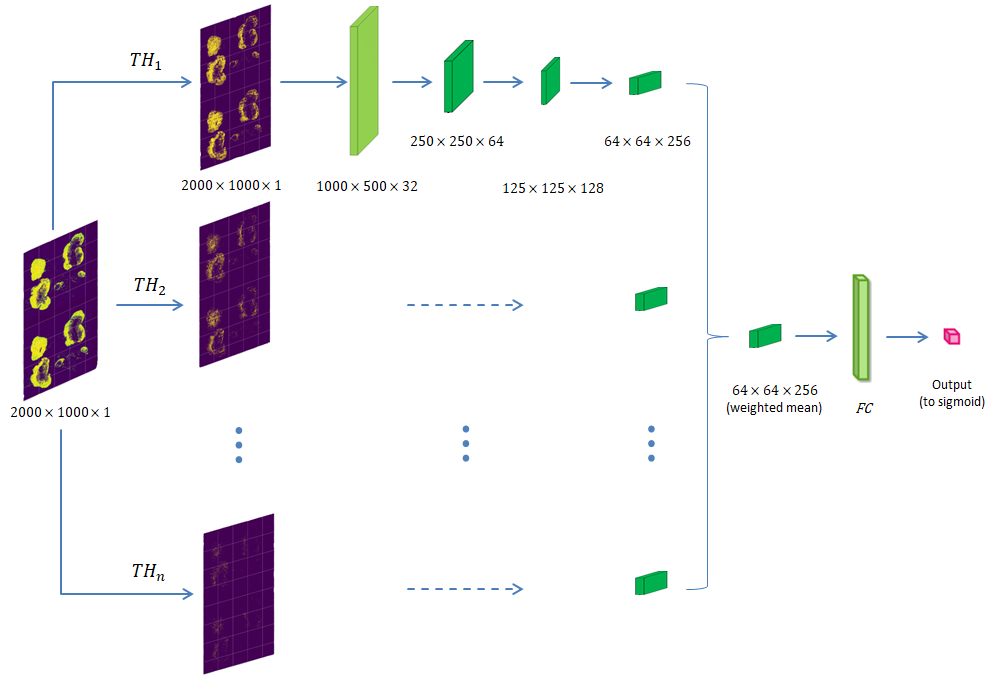 TH₁
2000 × 1000 × 1
1000 × 500 × 32
250 × 250 × 64
125 × 125 × 128
64 × 64 × 256
TH₂
2000 × 1000 × 1
64 × 64 × 256
(weighted mean)
FC
Output
(to sigmoid)
THₙ